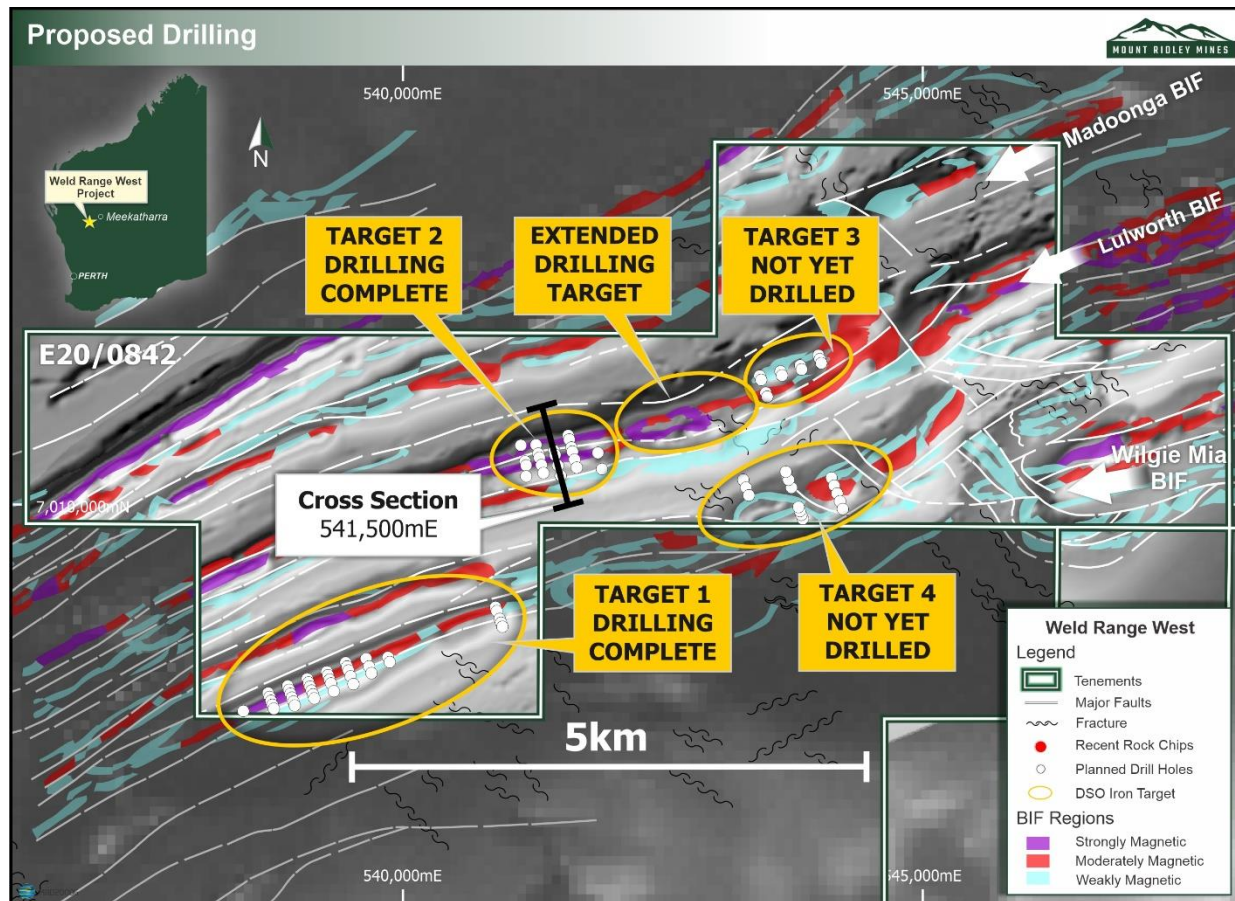 Proposed Drilling
MOUNT RIDLEY MINES
540,000mE
545,000mE
Madoonga BIF
N
Weld Range West
Project
Meekatharra
PERTH
Lulworth BIF
TARGET 2
DRILLING
COMPLETE
EXTENDED
DRILLING
TARGET
TARGET 3
NOT YET
DRILLED
E20/0842
Wilgie Mia
BIF
Cross Section
541,500mE
7,010,000mN
TARGET 1
DRILLING
COMPLETE
TARGET 4
NOT YET
DRILLED
5km
Weld Range West
Legend
Tenements
Major Faults
Fracture
Recent Rock Chips
Planned Drill Holes
DSO Iron Target
BIF Regions
Strongly Magnetic
Moderately Magnetic
Weakly Magnetic
540,000mE
545,000mE